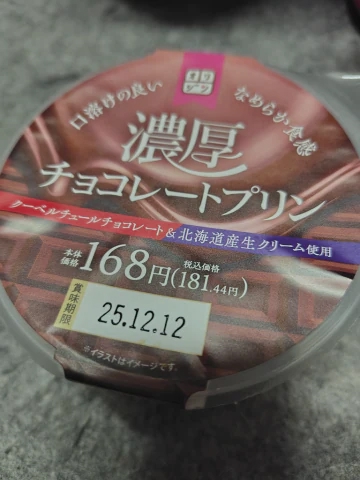 オリジン
口溶けの良い
なめらか食感
濃厚
チョコレートプリン
クーベルチュールチョコレート&北海道産生クリーム使用
本体価格168円 税込価格(181.44円)
賞味期限
25.12.12
※イラストはイメージです。